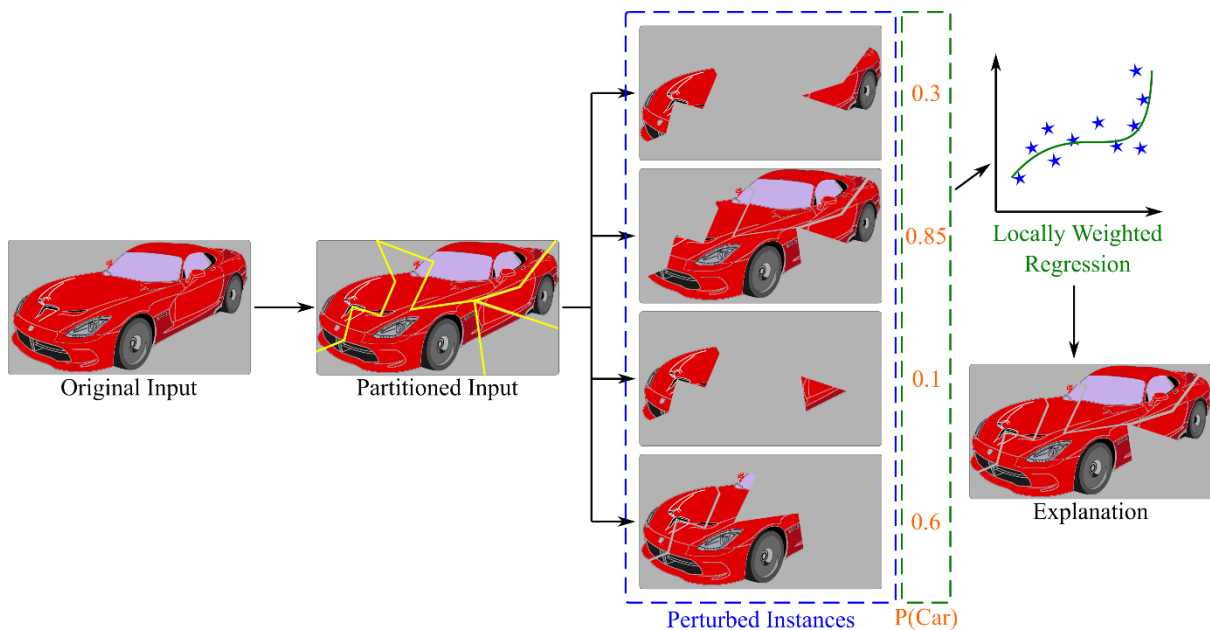 Original Input
Partitioned Input
0.3
0.85
0.1
0.6
Perturbed Instances
P(Car)
Locally Weighted
Regression
Explanation